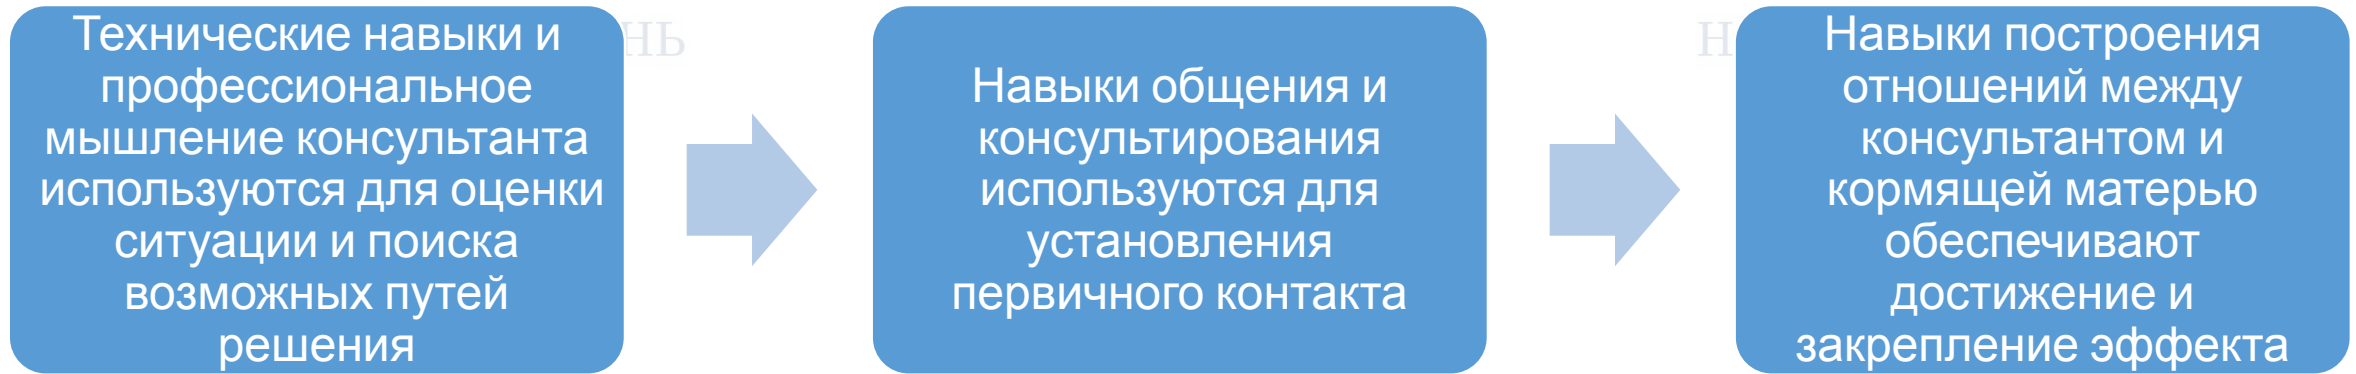 Технические навыки и
профессиональное
мышление консультанта
используются для оценки
ситуации и поиска
возможных путей
решения
Навыки общения и
консультирования
используются для
установления
первичного контакта
Навыки построения
отношений между
консультантом и
кормящей матерью
обеспечивают
достижение и
закрепление эффекта